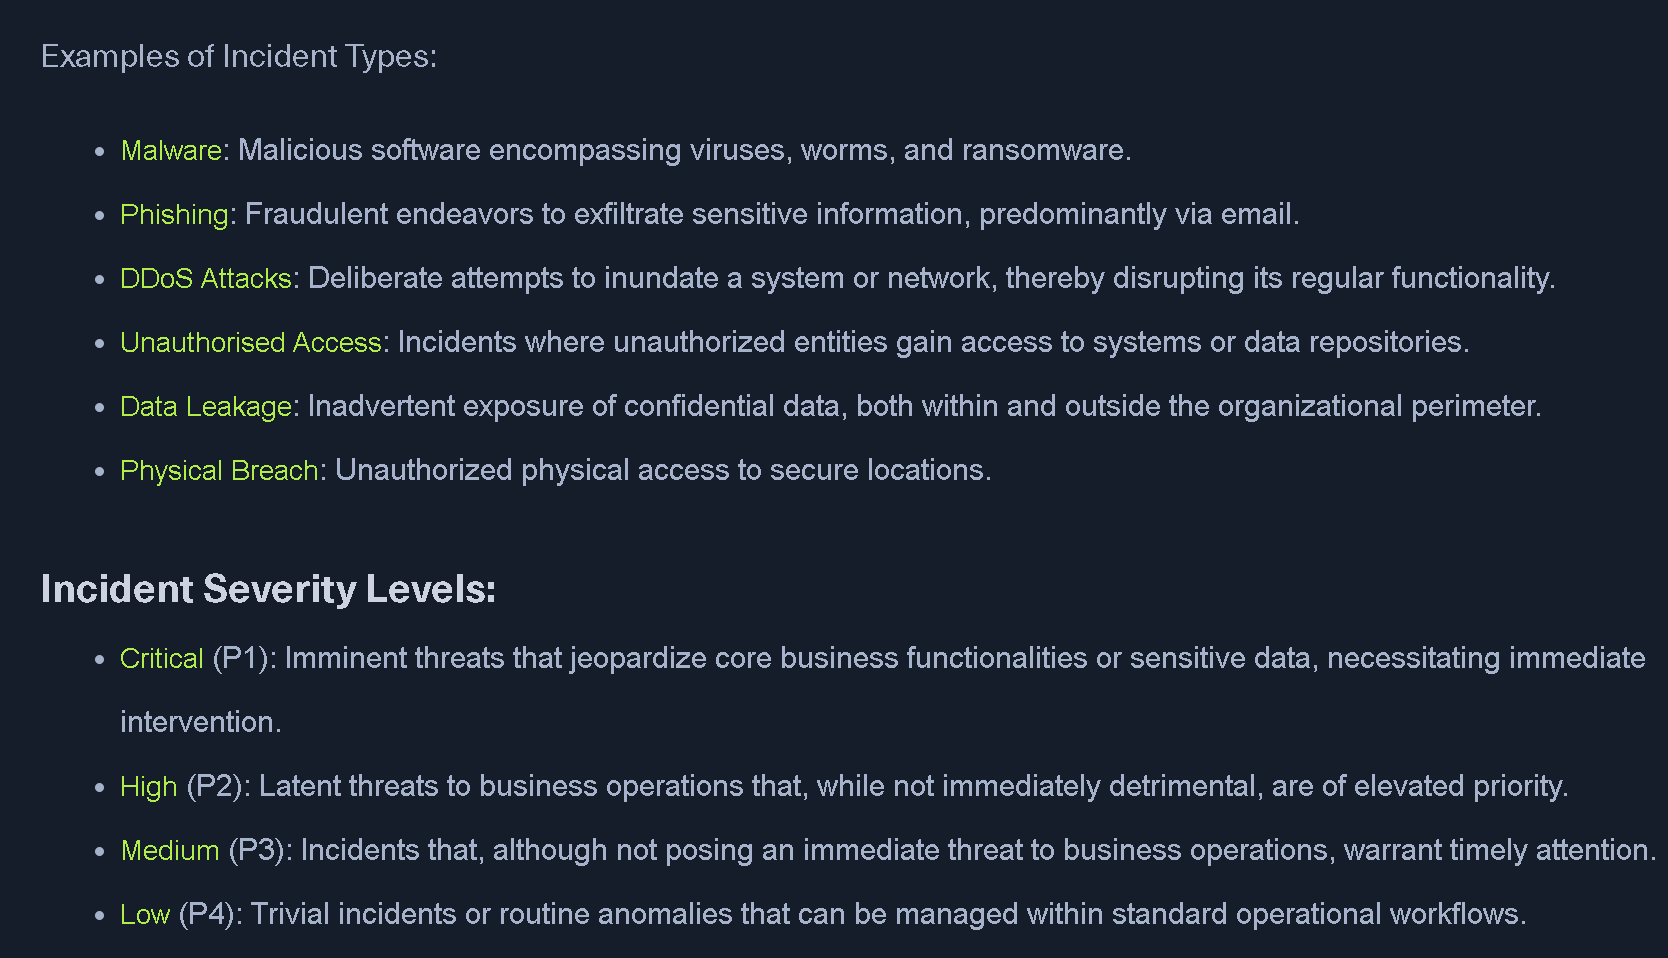 Examples of Incident Types:
• Malware: Malicious software encompassing viruses, worms, and ransomware.
• Phishing: Fraudulent endeavors to exfiltrate sensitive information, predominantly via email.
• DDoS Attacks: Deliberate attempts to inundate a system or network, thereby disrupting its regular functionality.
• Unauthorised Access: Incidents where unauthorized entities gain access to systems or data repositories.
• Data Leakage: Inadvertent exposure of confidential data, both within and outside the organizational perimeter.
• Physical Breach: Unauthorized physical access to secure locations.
Incident Severity Levels:
• Critical (P1): Imminent threats that jeopardize core business functionalities or sensitive data, necessitating immediate
intervention.
• High (P2): Latent threats to business operations that, while not immediately detrimental, are of elevated priority.
• Medium (P3): Incidents that, although not posing an immediate threat to business operations, warrant timely attention.
• Low (P4): Trivial incidents or routine anomalies that can be managed within standard operational workflows.